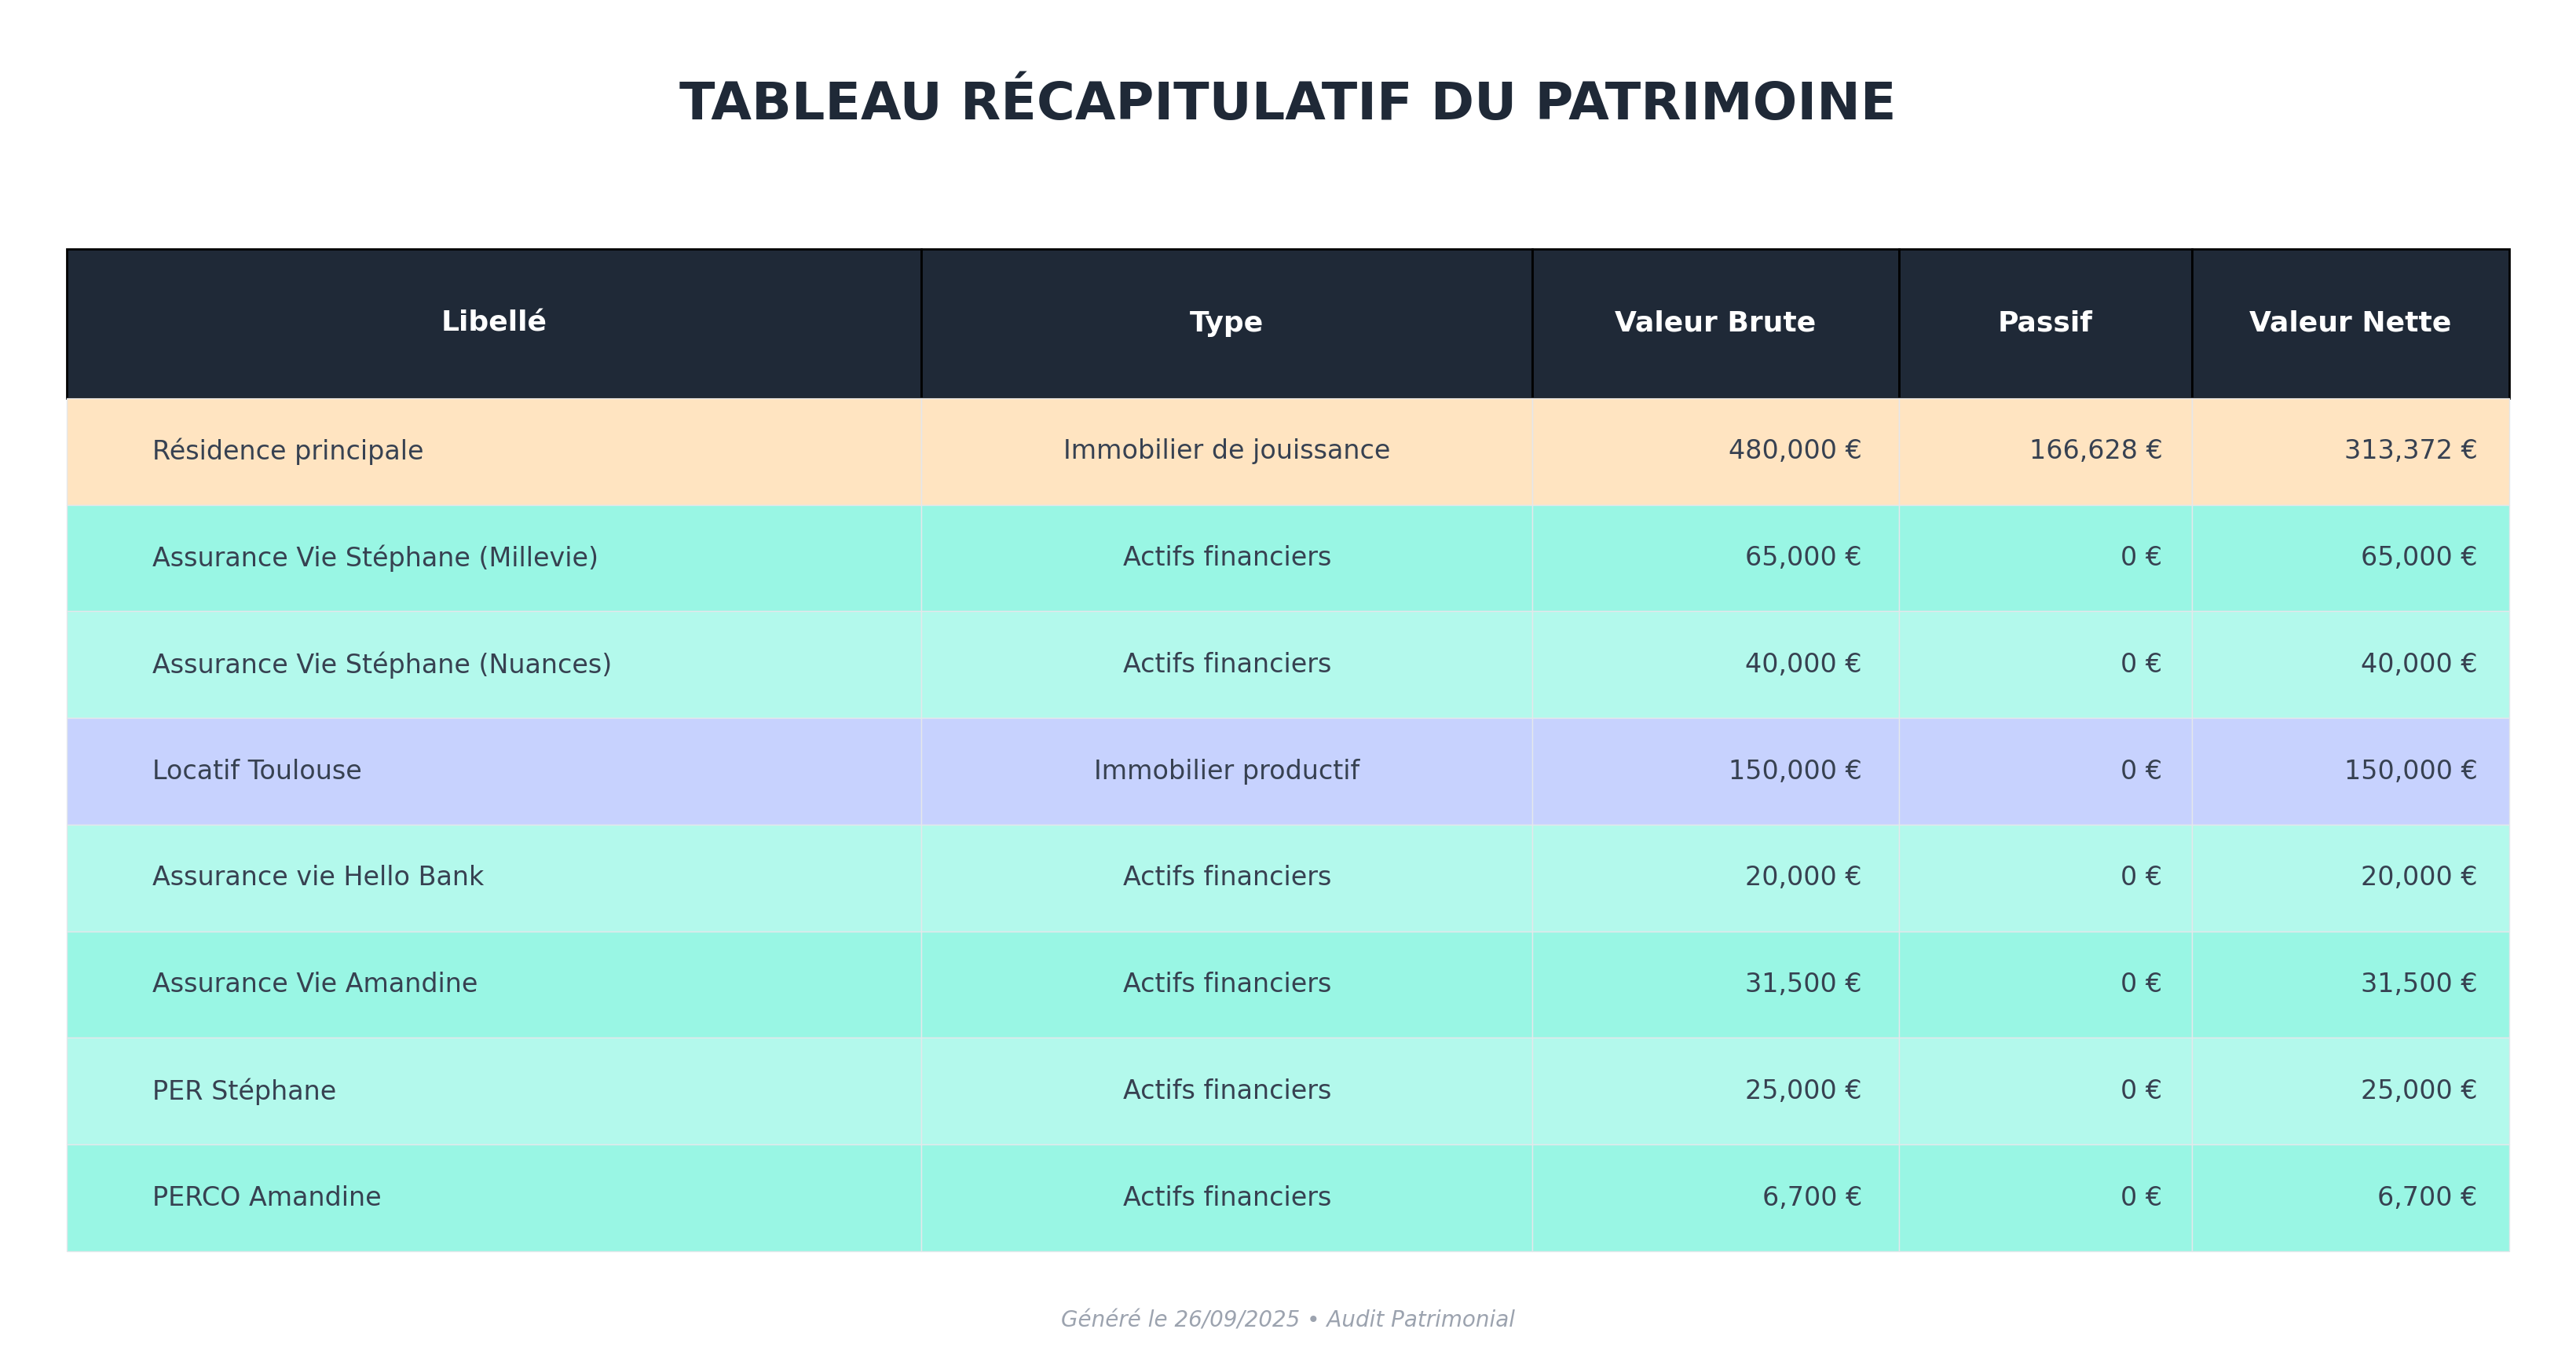 TABLEAU RÉCAPITULATIF DU PATRIMOINE
Libellé Type Valeur Brute Passif Valeur Nette
Résidence principale Immobilier de jouissance 480,000 € 166,628 € 313,372 €
Assurance Vie Stéphane (Millevie) Actifs financiers 65,000 € 0 € 65,000 €
Assurance Vie Stéphane (Nuances) Actifs financiers 40,000 € 0 € 40,000 €
Locatif Toulouse Immobilier productif 150,000 € 0 € 150,000 €
Assurance vie Hello Bank Actifs financiers 20,000 € 0 € 20,000 €
Assurance Vie Amandine Actifs financiers 31,500 € 0 € 31,500 €
PER Stéphane Actifs financiers 25,000 € 0 € 25,000 €
PERCO Amandine Actifs financiers 6,700 € 0 € 6,700 €
Généré le 26/09/2025 • Audit Patrimonial